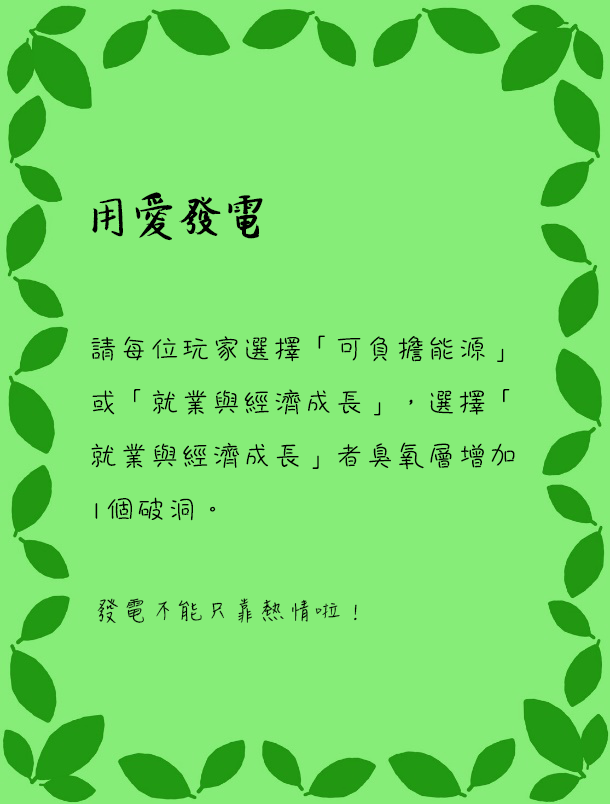 用愛發電
請每位玩家選擇「可負擔能源」
或「就業與經濟成長」，選擇「
就業與經濟成長」者臭氧層增加
1個破洞。
發電不能只靠熱情啦！